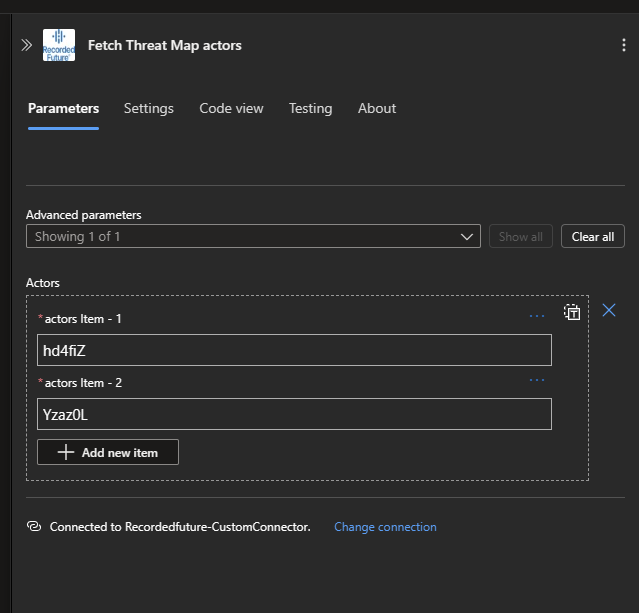 Recorded
Future
Fetch Threat Map actors
Parameters Settings Code view Testing About
Advanced parameters
Showing 1 of 1 Show all Clear all
Actors
*actors Item - 1
hd4fiZ
*actors Item - 2
Yzaz0L
Add new item
Connected to Recordedfuture-CustomConnector. Change connection